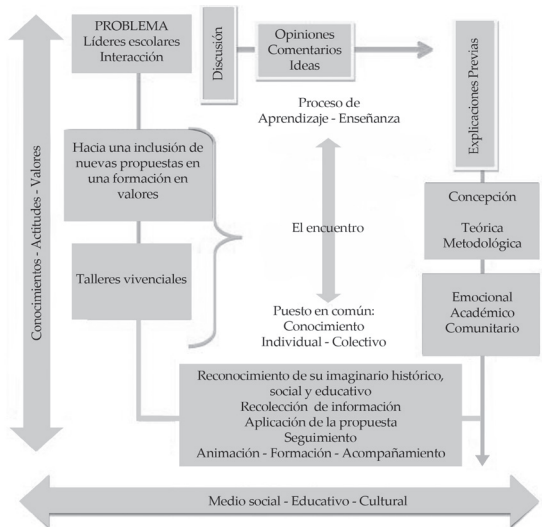 PROBLEMA
Líderes escolares
Interacción
Discusión
Opiniones
Comentarios
Ideas
Explicaciones Previas
Proceso de
Aprendizaje - Enseñanza
Hacia una inclusión de
nuevas propuestas en
una formación en
valores
Conocimientos - Actitudes - Valores
El encuentro
Concepción
Teórica
Metodológica
Talleres vivenciales
Puesto en común:
Conocimiento
Individual - Colectivo
Emocional
Académico
Comunitario
Reconocimiento de su imaginario histórico,
social y educativo
Recolección de información
Aplicación de la propuesta
Seguimiento
Animación - Formación - Acompañamiento
Medio social - Educativo - Cultural